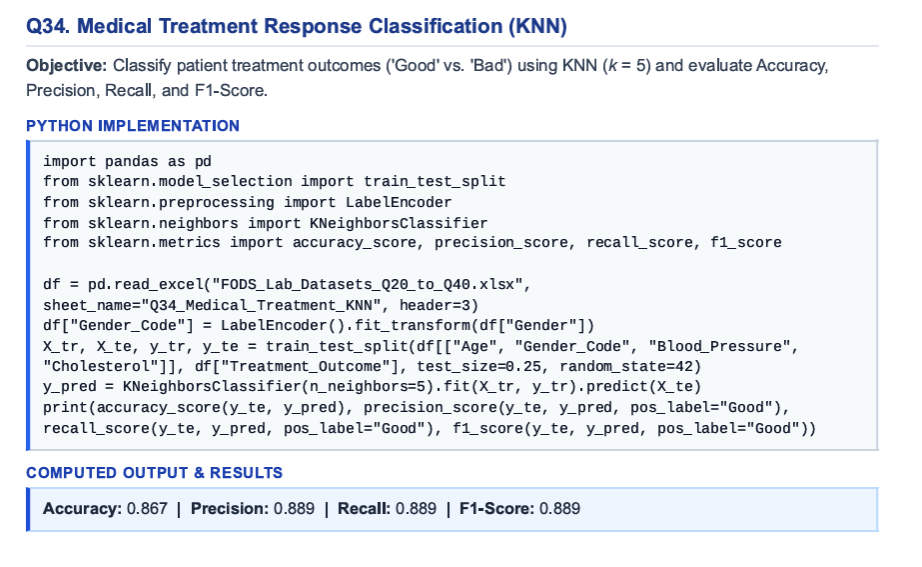 Q34. Medical Treatment Response Classification (KNN)
Objective: Classify patient treatment outcomes ('Good' vs. 'Bad') using KNN (k = 5) and evaluate Accuracy,
Precision, Recall, and F1-Score.
PYTHON IMPLEMENTATION
import pandas as pd
from sklearn.model_selection import train_test_split
from sklearn.preprocessing import LabelEncoder
from sklearn.neighbors import KNeighborsClassifier
from sklearn.metrics import accuracy_score, precision_score, recall_score, f1_score
df = pd.read_excel("FODS_Lab_Datasets_Q20_to_Q40.xlsx",
sheet_name="Q34_Medical_Treatment_KNN", header=3)
df["Gender_Code"] = LabelEncoder().fit_transform(df["Gender"])
X_tr, X_te, y_tr, y_te = train_test_split(df[["Age", "Gender_Code", "Blood_Pressure",
"Cholesterol"]], df["Treatment_Outcome"], test_size=0.25, random_state=42)
y_pred = KNeighborsClassifier(n_neighbors=5).fit(X_tr, y_tr).predict(X_te)
print(accuracy_score(y_te, y_pred), precision_score(y_te, y_pred, pos_label="Good"),
recall_score(y_te, y_pred, pos_label="Good"), f1_score(y_te, y_pred, pos_label="Good"))
COMPUTED OUTPUT & RESULTS
Accuracy: 0.867 | Precision: 0.889 | Recall: 0.889 | F1-Score: 0.889